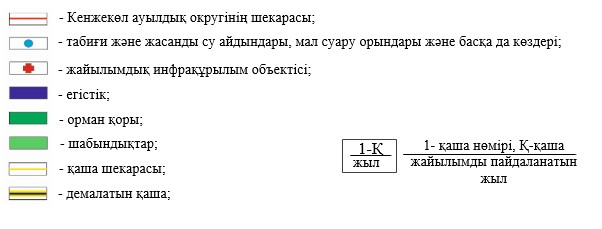 - Кенжекөл ауылдық округінің шекарасы;
- табиғи және жасанды су айдындары, мал суару орындары және басқа да көздері;
- жайылымдық инфрақұрылым объектісі;
- егістік;
- орман қоры;
- шабындықтар;
- қаша шекарасы;
- демалатын қаша;
1-Қ
жыл
1- қаша нөмірі, Қ-қаша
жайылымды пайдаланатын
жыл